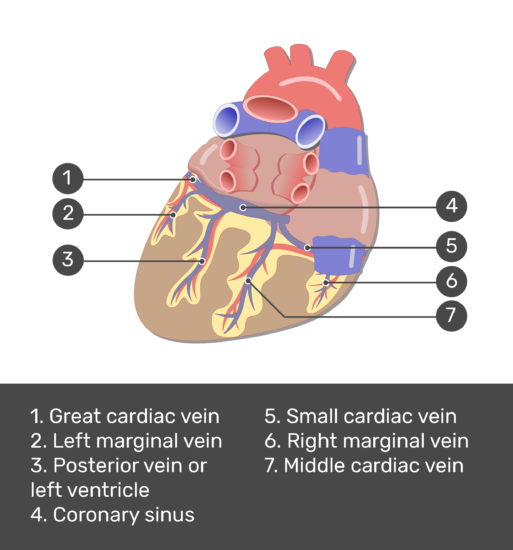 1
2
3
4
5
6
7
1. Great cardiac vein
2. Left marginal vein
3. Posterior vein or
left ventricle
4. Coronary sinus
5. Small cardiac vein
6. Right marginal vein
7. Middle cardiac vein